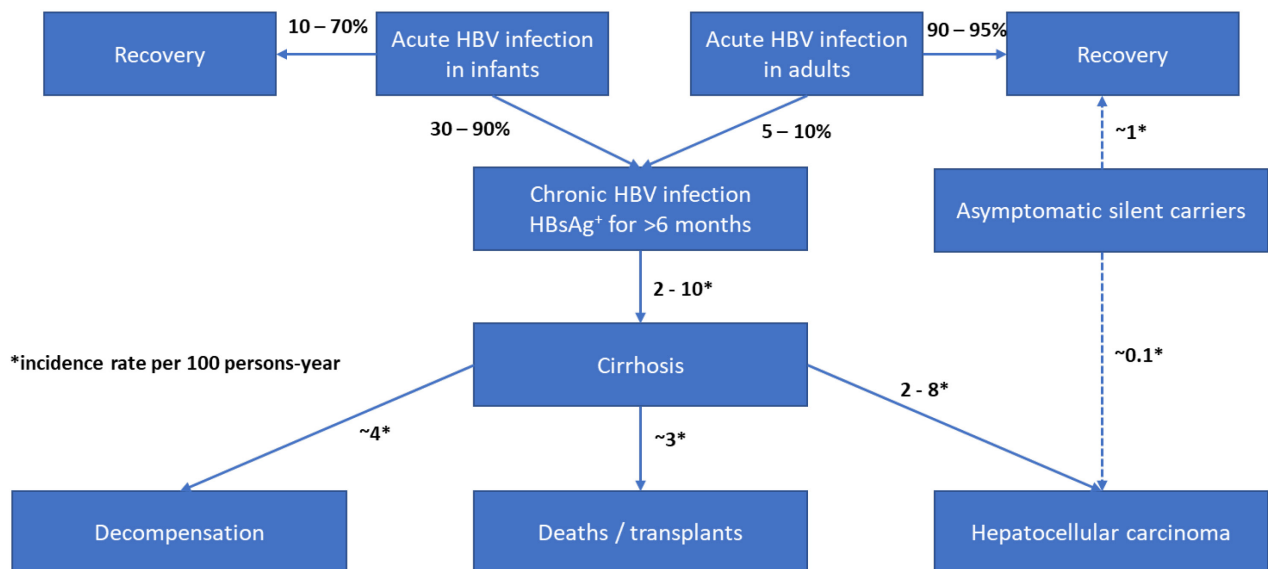 10 – 70%
90 – 95%
Recovery
Acute HBV infection
in infants
Acute HBV infection
in adults
Recovery
30 – 90%
5 – 10%
~1*
Chronic HBV infection
HBsAg⁺ for >6 months
Asymptomatic silent carriers
2 - 10*
*incidence rate per 100 persons-year
Cirrhosis
~0.1*
~4*
~3*
2 - 8*
Decompensation
Deaths / transplants
Hepatocellular carcinoma